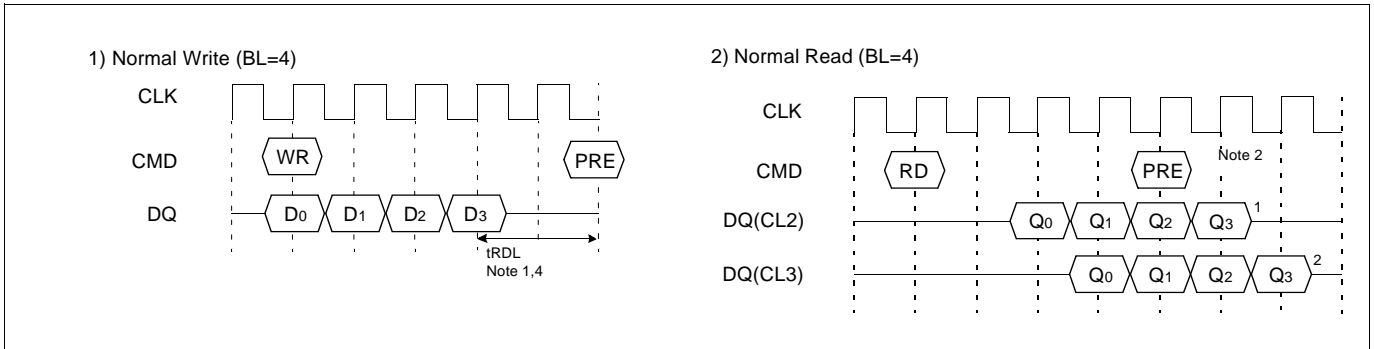 1) Normal Write (BL=4)
CLK
CMD WR PRE
DQ D0 D1 D2 D3
tRDL
Note 1,4
2) Normal Read (BL=4)
CLK
CMD RD PRE Note 2
DQ(CL2) Q0 Q1 Q2 Q3 1
DQ(CL3) Q0 Q1 Q2 Q3 2